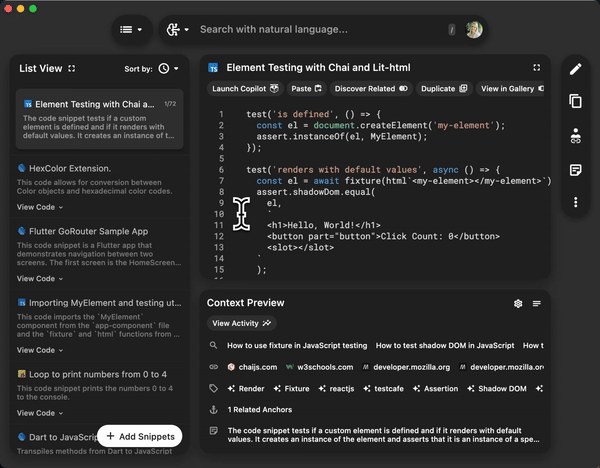 Search with natural language...
/
List View
Sort by:
TS Element Testing with Chai a...
1/72
The code snippet tests if a custom
element is defined and if it renders with
default values. It creates an instance of t...
HexColor Extension.
This code allows for conversion between
Color objects and hexadecimal color codes.
View Code
Flutter GoRouter Sample App
This code snippet is a Flutter app that
demonstrates navigation between two
screens. The first screen is the HomeScreen...
View Code
TS Importing MyElement and testing ut...
This code imports the `MyElement`
component from the `app-component` file
and the `fixture` and `html` functions from ...
View Code
JS Loop to print numbers from 0 to 4
This code snippet prints the numbers 0 to 4
to the console.
View Code
Dart to JavaScript
Transpiles methods from Dart to JavaScript
+ Add Snippets
TS Element Testing with Chai and Lit-html
Launch Copilot
Paste
Discover Related
Duplicate
View in Gallery
1 test('is defined', () => {
2 const el = document.createElement('my-element');
3 assert.instanceOf(el, MyElement);
4 });
5
6 test('renders with default values', async () => {
7 const el = await fixture(html`<my-element></my-element>`)
8 assert.shadowDom.equal(
9 el,
10 `
11 <h1>Hello, World!</h1>
12 <button part="button">Click Count: 0</button>
13 <slot></slot>
14 `
15 );
Context Preview
View Activity
How to use fixture in JavaScript testing
How to test shadow DOM in JavaScript
How t
chaijs.com
w3schools.com
developer.mozilla.org
developer.mozilla.or
Render
Fixture
reactjs
testcafe
Assertion
Shadow DOM
1 Related Anchors
The code snippet tests if a custom element is defined and if it renders with default
values. It creates an instance of the element and asserts that it is an instance of a spe...